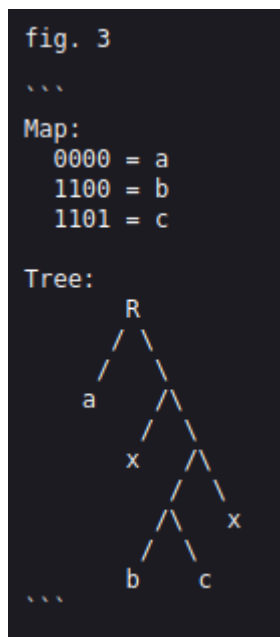 fig. 3
```
Map:
  0000 = a
  1100 = b
  1101 = c
Tree:
       R
      / \
     /   \
    a    /\
        /  \
       x   /\
          /  \
         /\   x
        /  \
       b    c
```